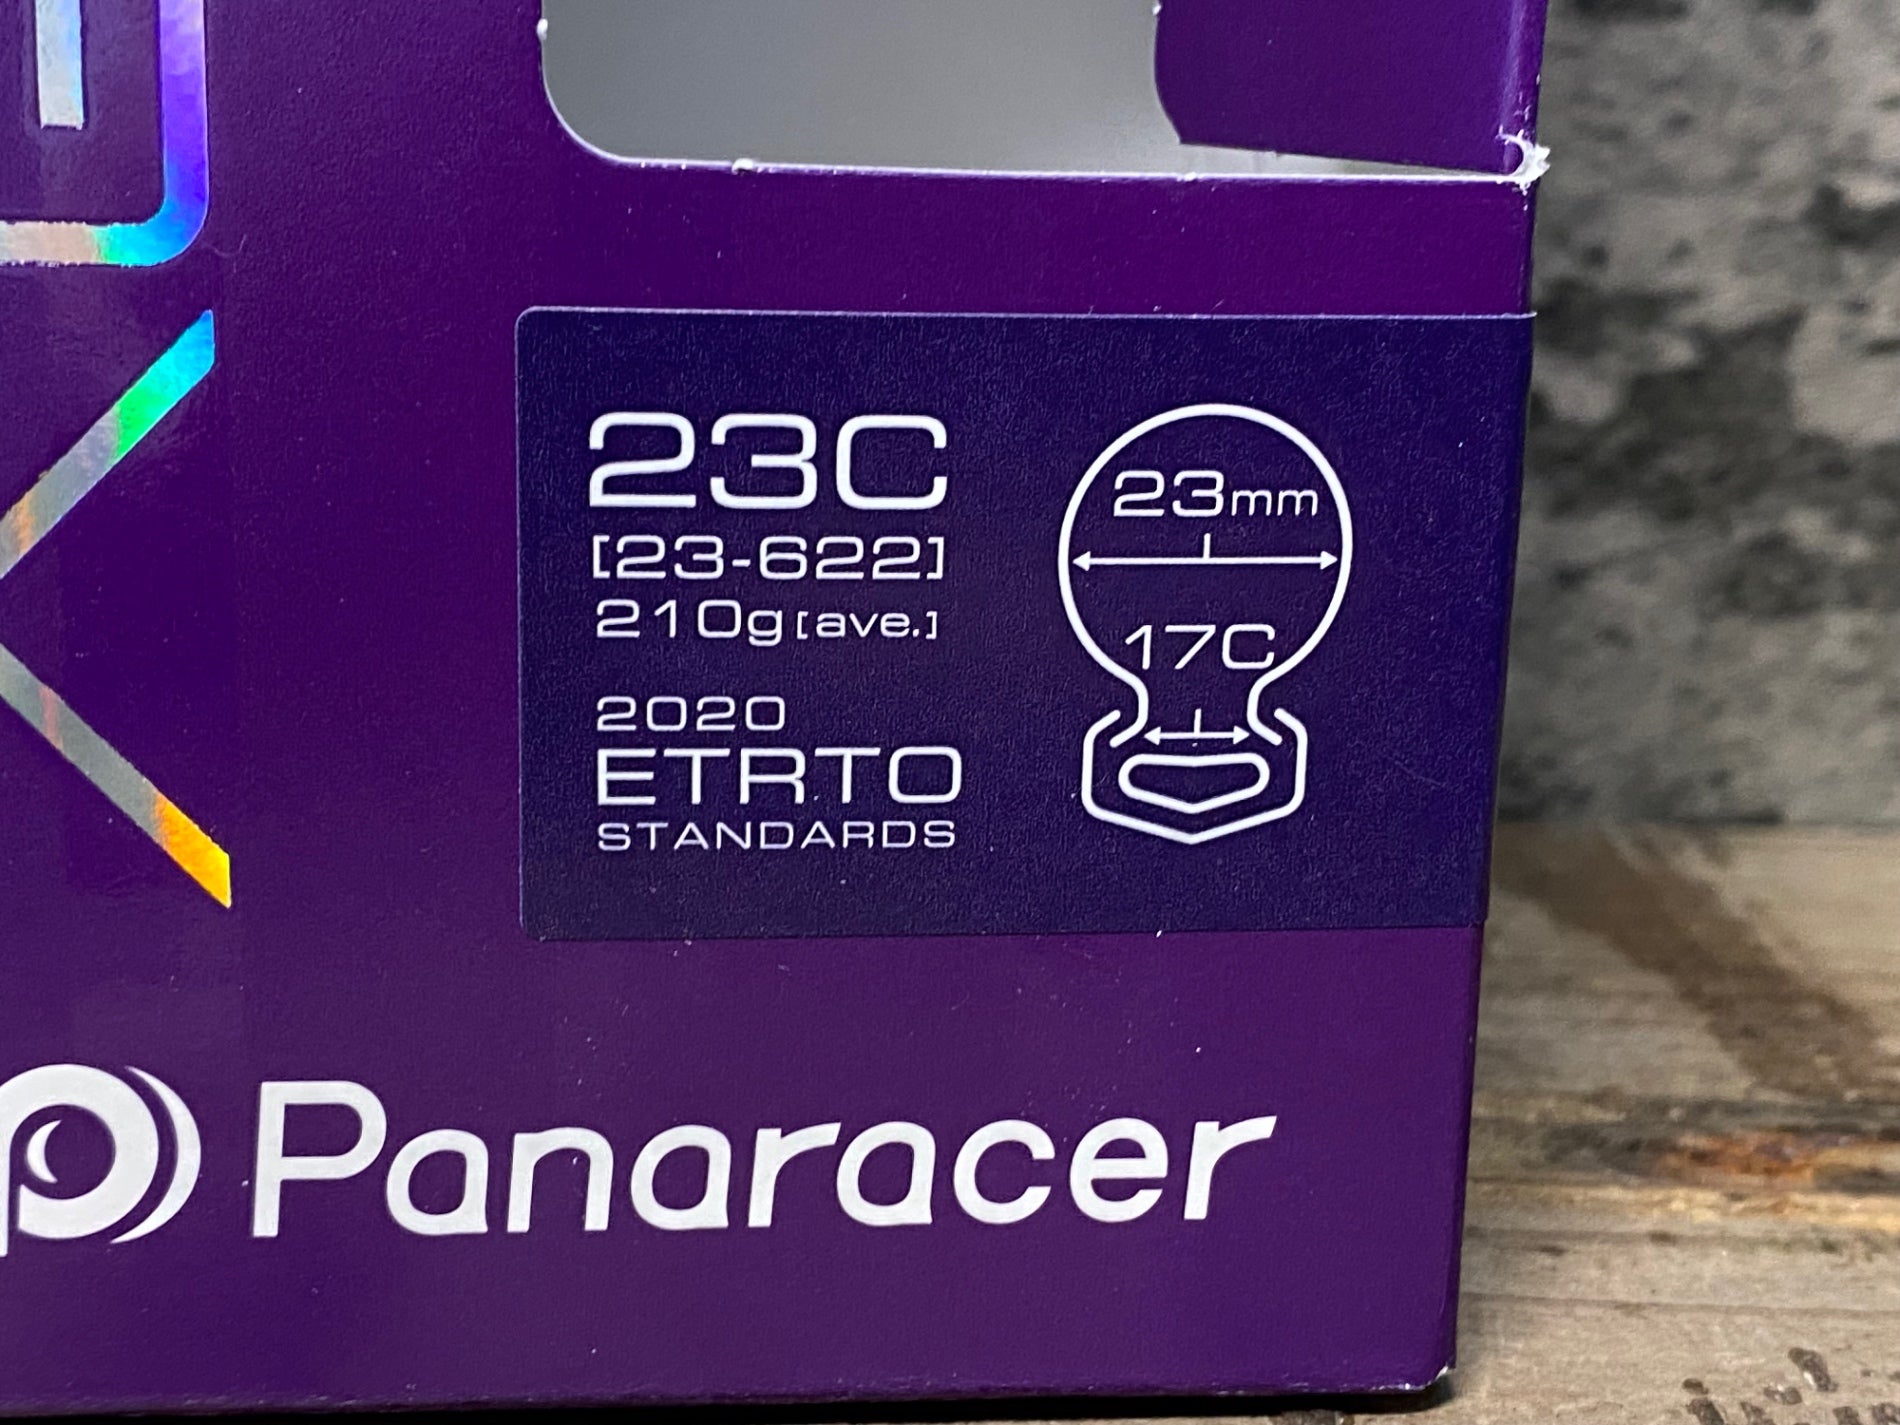 23C
[23-622]
210g[ave.]
2020
ETRTO
STANDARDS
23mm
17C
Panaracer